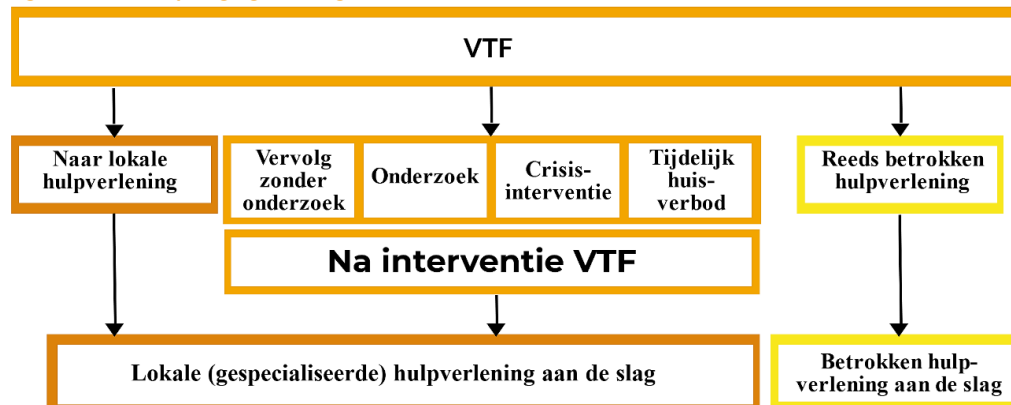 VTF
Naar lokale
hulpverlening
Vervolg
zonder
onderzoek
Onderzoek
Crisis-
interventie
Tijdelijk
huis-
verbod
Reeds betrokken
hulpverlening
Na interventie VTF
Lokale (gespecialiseerde) hulpverlening aan de slag
Betrokken hulp-
verlening aan de slag